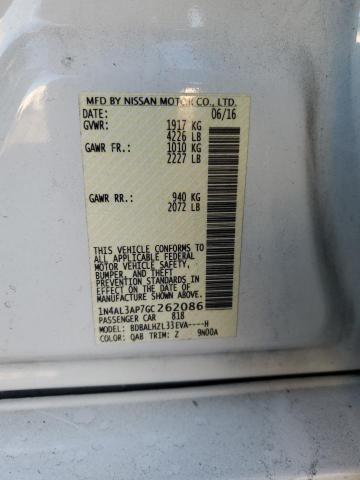 MFD BY NISSAN MOTOR CO., LTD.
DATE: 06/16
GVWR: 1917 KG
4226 LB
GAWR FR: 1010 KG
2227 LB
GAWR RR.: 940 KG
2072 LB
THIS VEHICLE CONFORMS TO
ALL APPLICABLE FEDERAL
MOTOR VEHICLE SAFETY,
BUMPER, AND THEFT
PREVENTION STANDARDS IN
EFFECT ON THE DATE OF
MANUFACTURE SHOWN ABOVE.
1N4AL3AP7GC262086
PASSENGER CAR 818
MODEL: BDBALHZL33EVA----H
COLOR: QAB TRIM: Z 9N00A